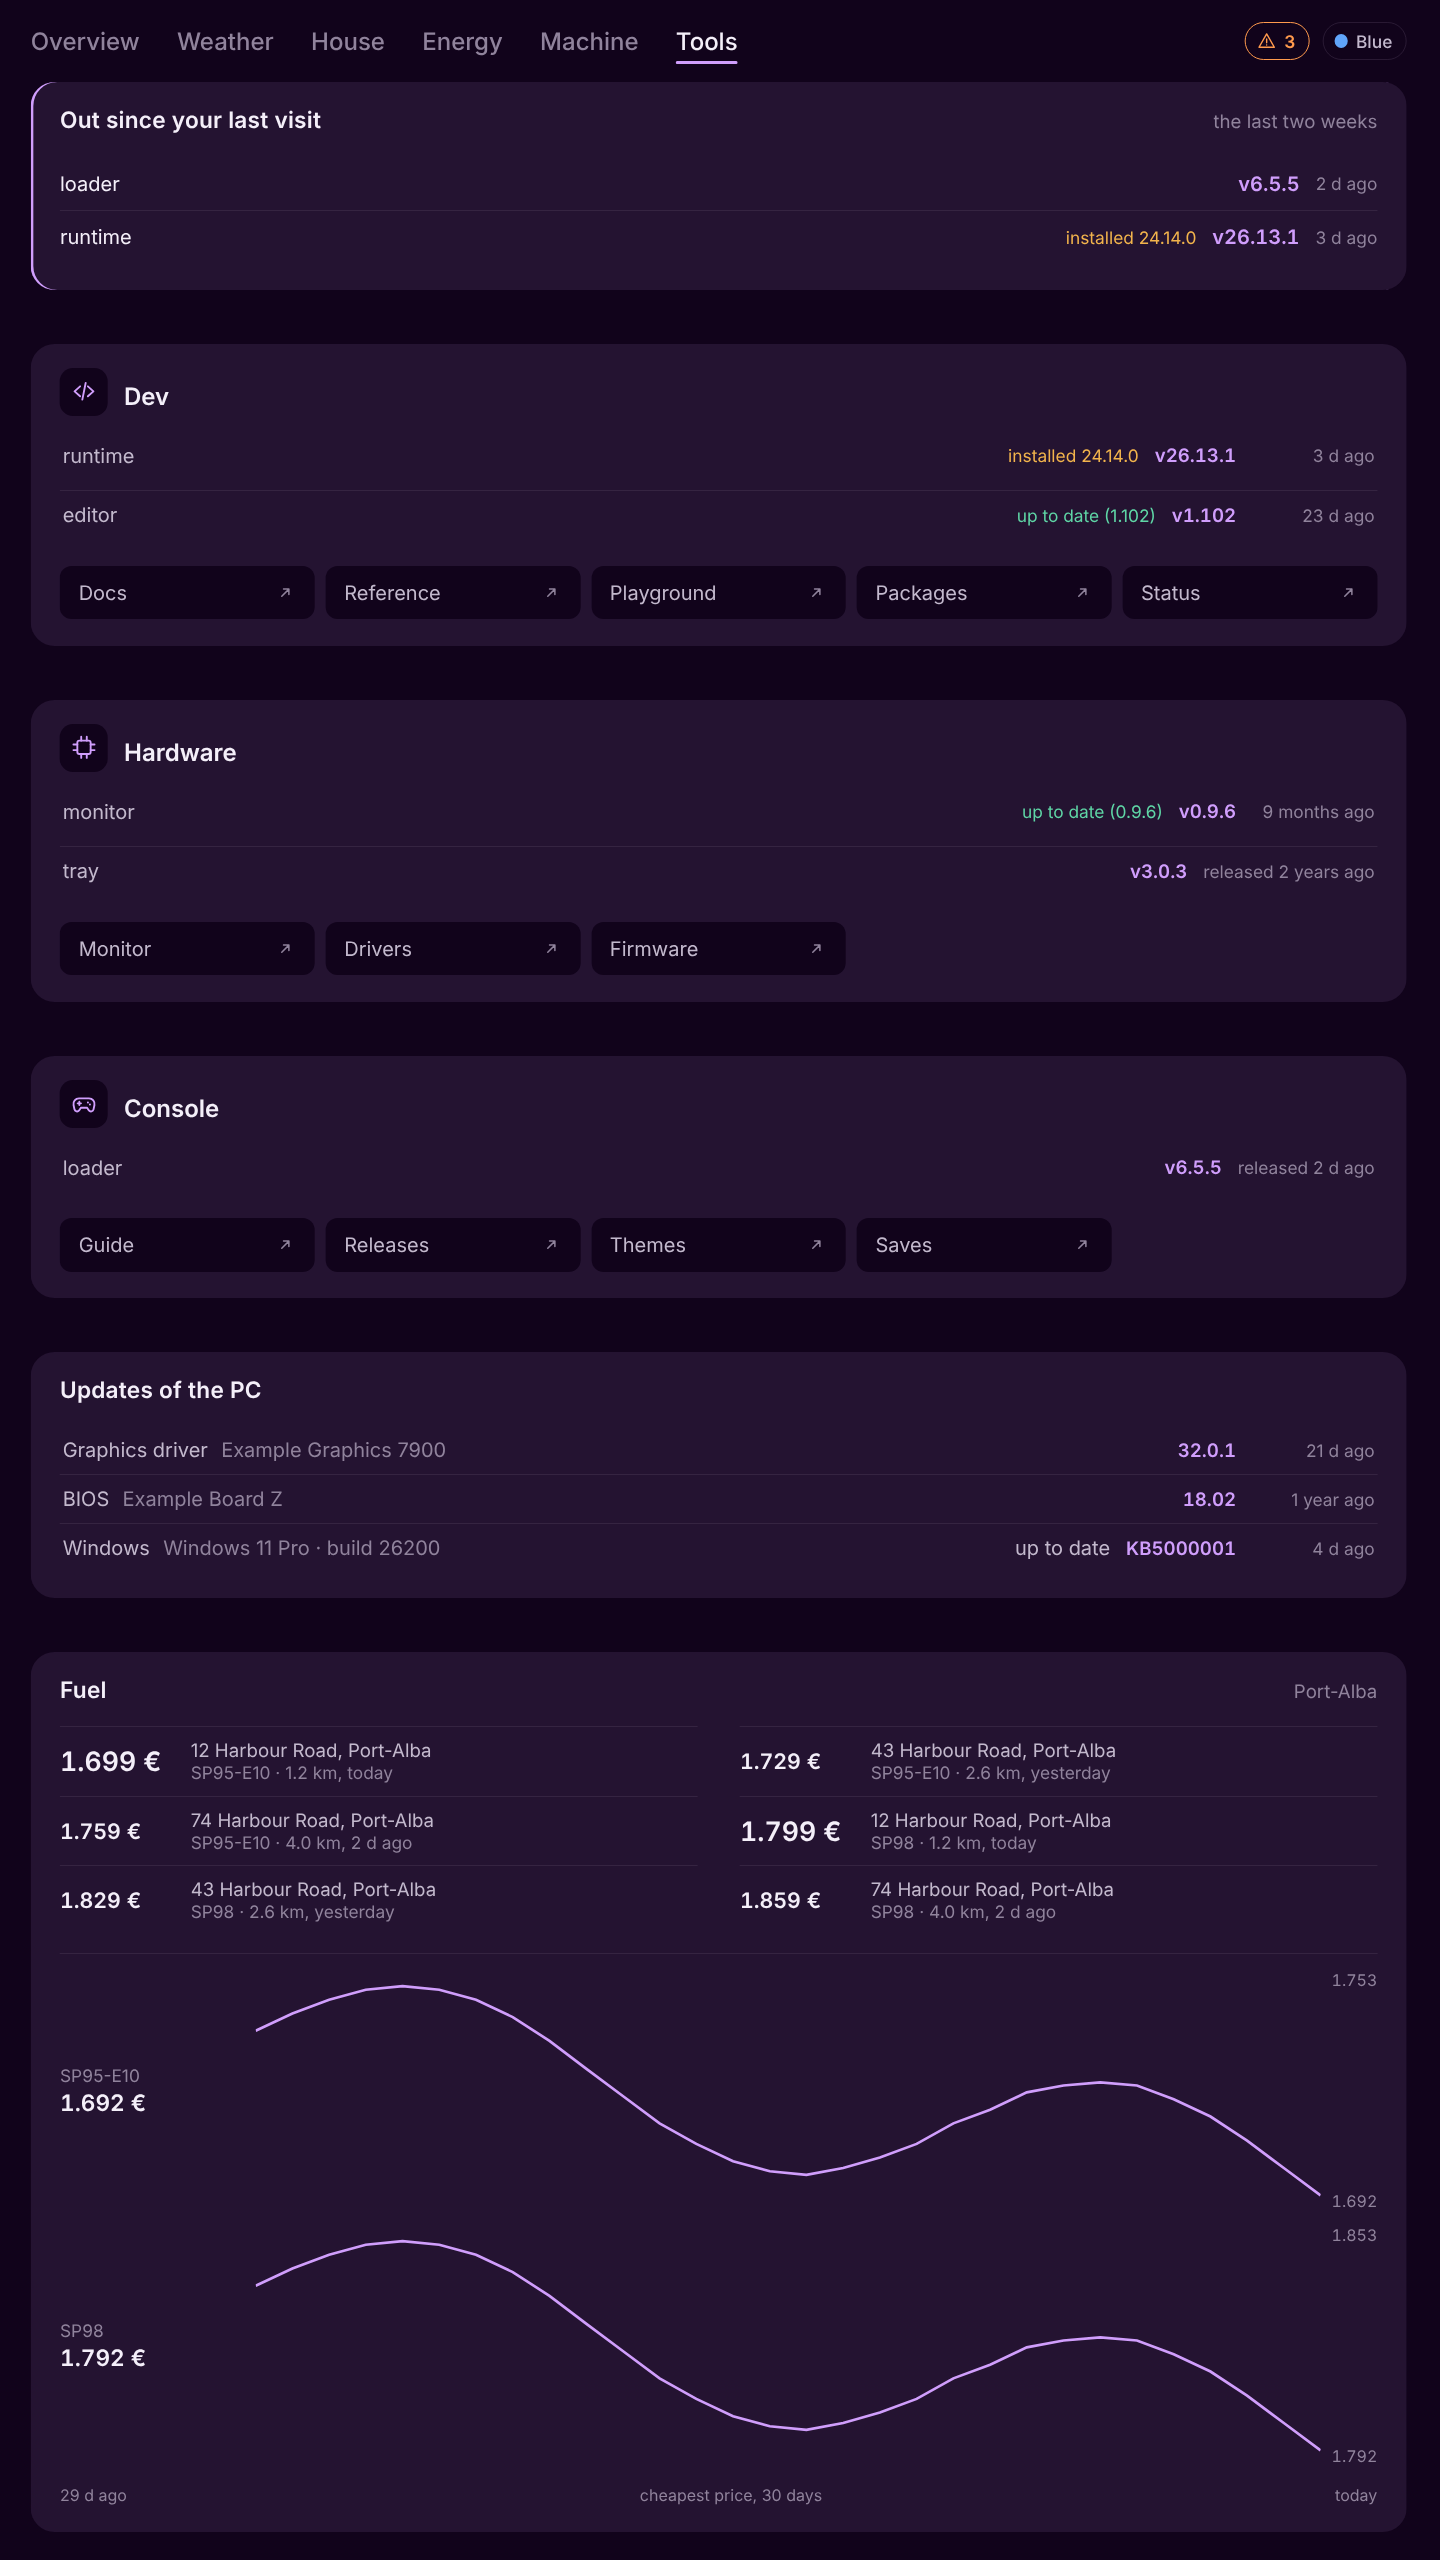 Overview Weather House Energy Machine Tools 3 Blue
Out since your last visit the last two weeks
loader v6.5.5 2 d ago
runtime installed 24.14.0 v26.13.1 3 d ago
Dev
runtime installed 24.14.0 v26.13.1 3 d ago
editor up to date (1.102) v1.102 23 d ago
Docs Reference Playground Packages Status
Hardware
monitor up to date (0.9.6) v0.9.6 9 months ago
tray v3.0.3 released 2 years ago
Monitor Drivers Firmware
Console
loader v6.5.5 released 2 d ago
Guide Releases Themes Saves
Updates of the PC
Graphics driver Example Graphics 7900 32.0.1 21 d ago
BIOS Example Board Z 18.02 1 year ago
Windows Windows 11 Pro · build 26200 up to date KB5000001 4 d ago
Fuel Port-Alba
1.699 € 12 Harbour Road, Port-Alba
SP95-E10 · 1.2 km, today
1.729 € 43 Harbour Road, Port-Alba
SP95-E10 · 2.6 km, yesterday
1.759 € 74 Harbour Road, Port-Alba
SP95-E10 · 4.0 km, 2 d ago
1.799 € 12 Harbour Road, Port-Alba
SP98 · 1.2 km, today
1.829 € 43 Harbour Road, Port-Alba
SP98 · 2.6 km, yesterday
1.859 € 74 Harbour Road, Port-Alba
SP98 · 4.0 km, 2 d ago
1.753
SP95-E10
1.692 €
1.692
1.853
SP98
1.792 €
1.792
29 d ago cheapest price, 30 days today